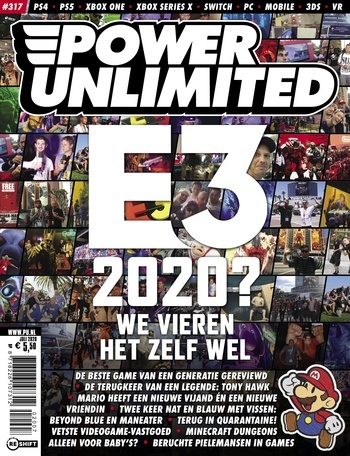 #317 PS4 • PS5 • XBOX ONE • XBOX SERIES X • SWITCH • PC • MOBILE • 3DS • VR
POWER
UNLIMITED
E3
2020?
WE VIEREN
HET ZELF WEL
WWW.PU.NL
JULI 2020
€ 5,50
DE BESTE GAME VAN EEN GENERATIE GEREVIEWD
• DE TERUGKEER VAN EEN LEGENDE: TONY HAWK
MARIO HEEFT EEN NIEUWE VIJAND ÉN EEN NIEUWE
VRIENDIN • TWEE KEER NAT EN BLAUW MET VISSEN:
BEYOND BLUE EN MANEATER • TERUG IN QUARANTAINE!
VETSTE VIDEOGAME-VASTGOED • MINECRAFT DUNGEONS
ALLEEN VOOR BABY'S? • BERUCHTE PIELEMANSEN IN GAMES
RESHIFT
FREE